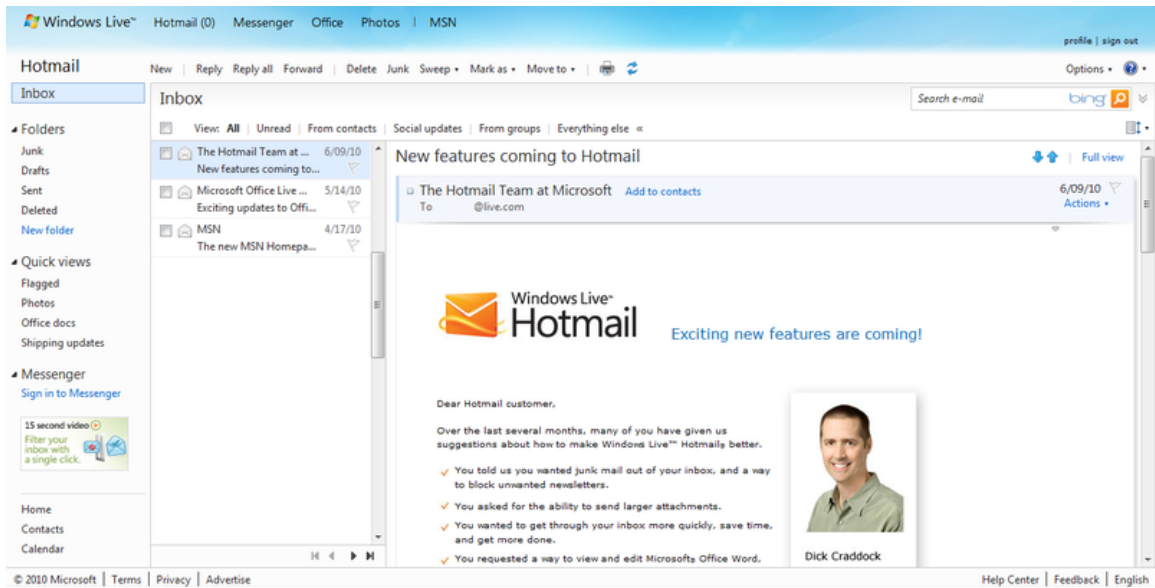 Windows Live™ Hotmail (0) Messenger Office Photos | MSN
profile | sign out
Hotmail
New | Reply Reply all Forward | Delete Junk Sweep Mark as Move to |
Options
Inbox
Folders
Junk
Drafts
Sent
Deleted
New folder
Quick views
Flagged
Photos
Office docs
Shipping updates
Messenger
Sign in to Messenger
15 second video
Filter your
inbox with
a single click.
Home
Contacts
Calendar
Inbox
Search e-mail bing
View: All | Unread | From contacts | Social updates | From groups | Everything else «
The Hotmail Team at ... 6/09/10
New features coming to...
Microsoft Office Live ... 5/14/10
Exciting updates to Offi...
MSN 4/17/10
The new MSN Homepa...
New features coming to Hotmail
Full view
The Hotmail Team at Microsoft Add to contacts 6/09/10
To @live.com Actions
Windows Live™
Hotmail
Exciting new features are coming!
Dear Hotmail customer,
Over the last several months, many of you have given us
suggestions about how to make Windows Live™ Hotmail® better.
You told us you wanted junk mail out of your inbox, and a way
to block unwanted newsletters.
You asked for the ability to send larger attachments.
You wanted to get through your inbox more quickly, save time,
and get more done.
You requested a way to view and edit Microsoft® Office Word,
Dick Craddock
© 2010 Microsoft | Terms | Privacy | Advertise
Help Center | Feedback | English